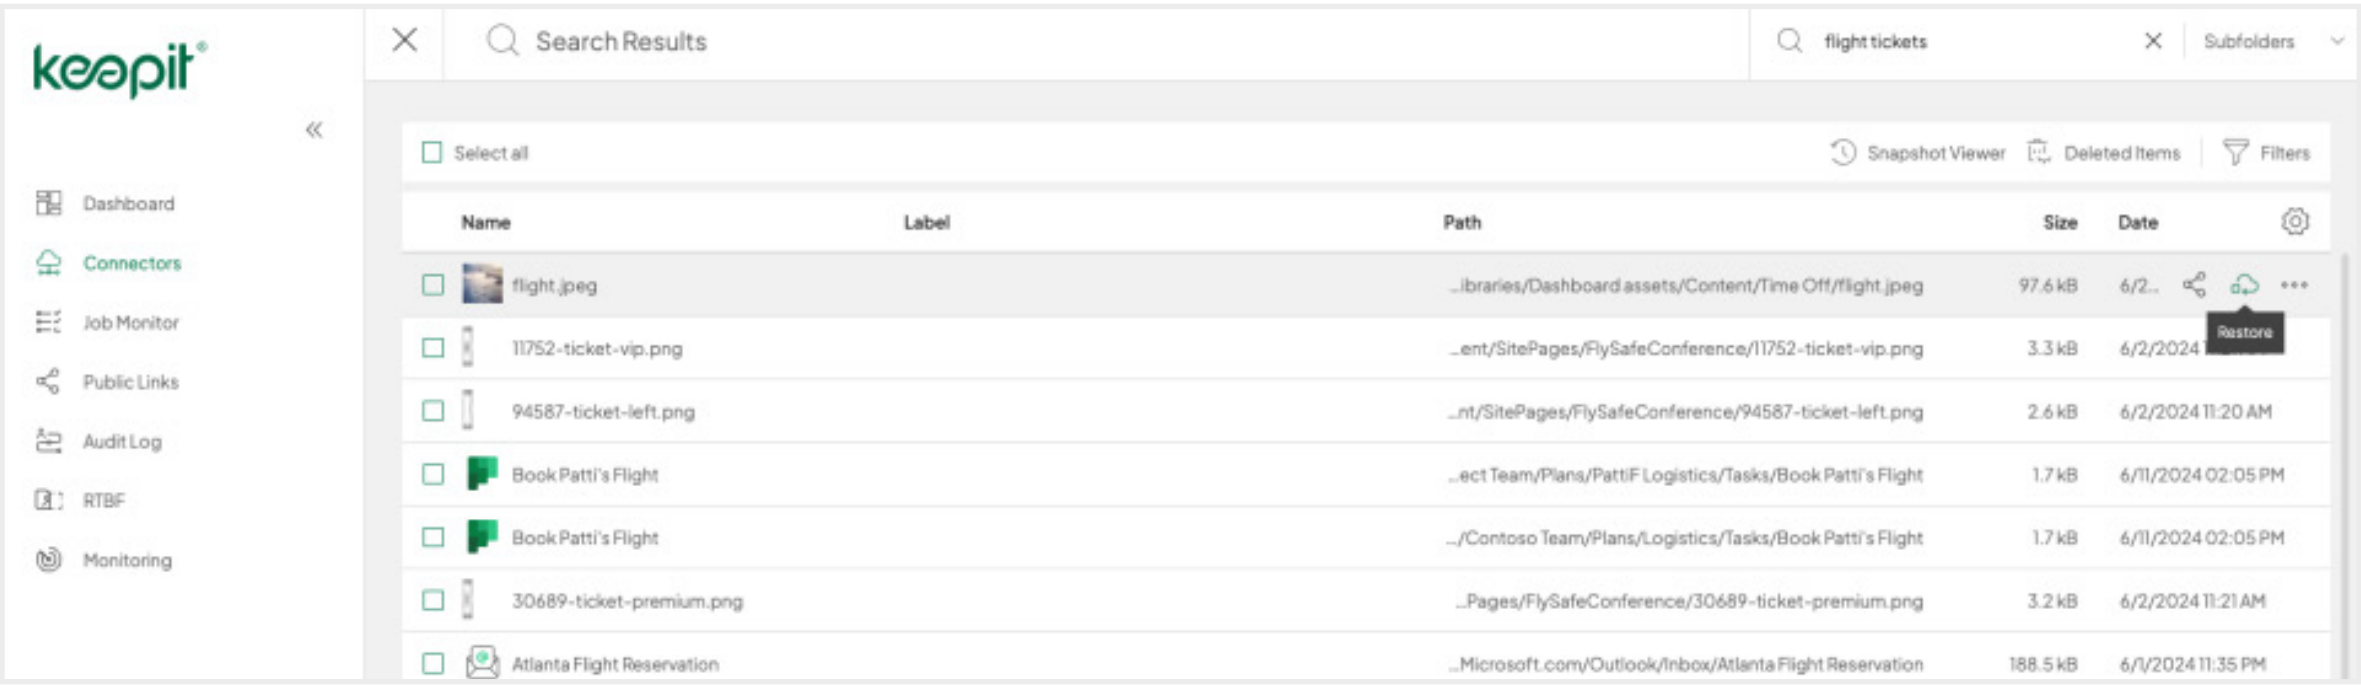 keepit®
Search Results
flight tickets
Subfolders
Select all
Snapshot Viewer
Deleted Items
Filters
Dashboard
Connectors
Job Monitor
Public Links
Audit Log
RTBF
Monitoring
Name Label Path Size Date
flight.jpeg ...ibraries/Dashboard assets/Content/Time Off/flight.jpeg 97.6 kB 6/2...
Restore
11752-ticket-vip.png ...ent/SitePages/FlySafeConference/11752-ticket-vip.png 3.3 kB 6/2/2024
94587-ticket-left.png ...nt/SitePages/FlySafeConference/94587-ticket-left.png 2.6 kB 6/2/2024 11:20 AM
Book Patti's Flight ...ect Team/Plans/PattiF Logistics/Tasks/Book Patti's Flight 1.7 kB 6/11/2024 02:05 PM
Book Patti's Flight .../Contoso Team/Plans/Logistics/Tasks/Book Patti's Flight 1.7 kB 6/11/2024 02:05 PM
30689-ticket-premium.png ...Pages/FlySafeConference/30689-ticket-premium.png 3.2 kB 6/2/2024 11:21 AM
Atlanta Flight Reservation ...Microsoft.com/Outlook/Inbox/Atlanta Flight Reservation 188.5 kB 6/1/2024 11:35 PM